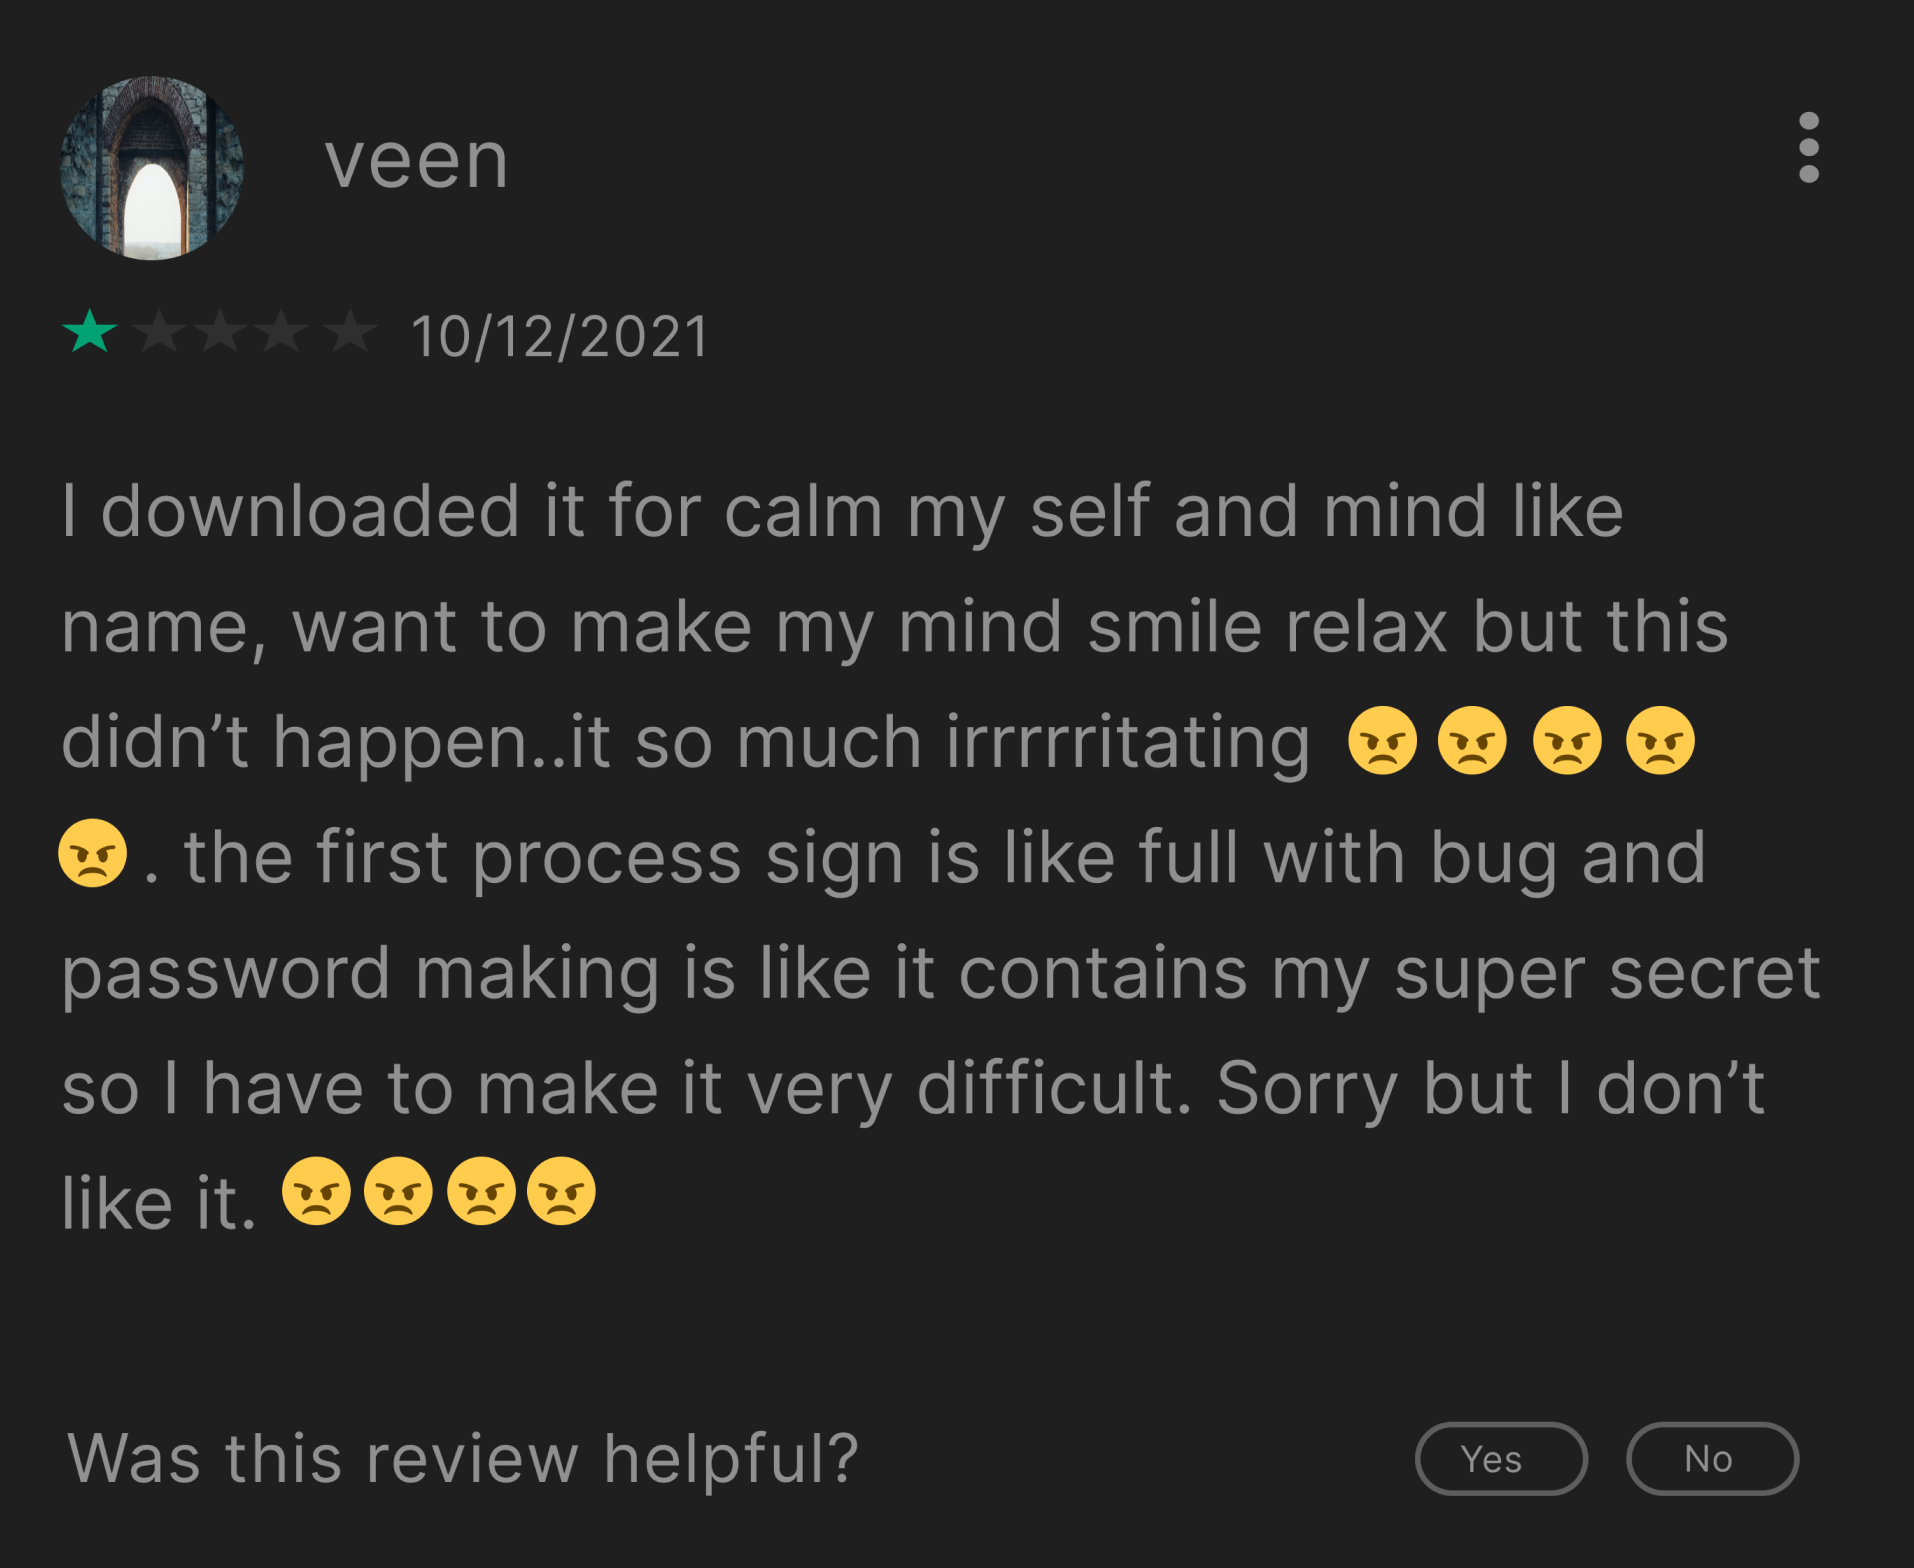 veen
10/12/2021
I downloaded it for calm my self and mind like
name, want to make my mind smile relax but this
didn’t happen..it so much irrrrritating 😠😠😠😠
😠. the first process sign is like full with bug and
password making is like it contains my super secret
so I have to make it very difficult. Sorry but I don’t
like it. 😠😠😠😠
Was this review helpful? Yes No